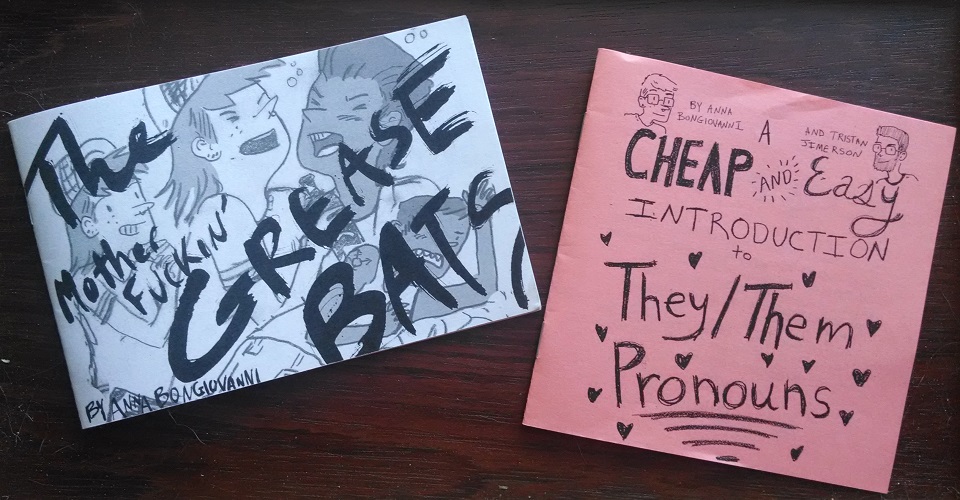 The
Mother
FUCKIN'
GREASE
BATS
BY ANNA BONGIOVANNI
BY ANNA
BONGIOVANNI
AND TRISTAN
JIMERSON
A
CHEAP AND Easy
INTRODUCTION
to
They/Them
Pronouns